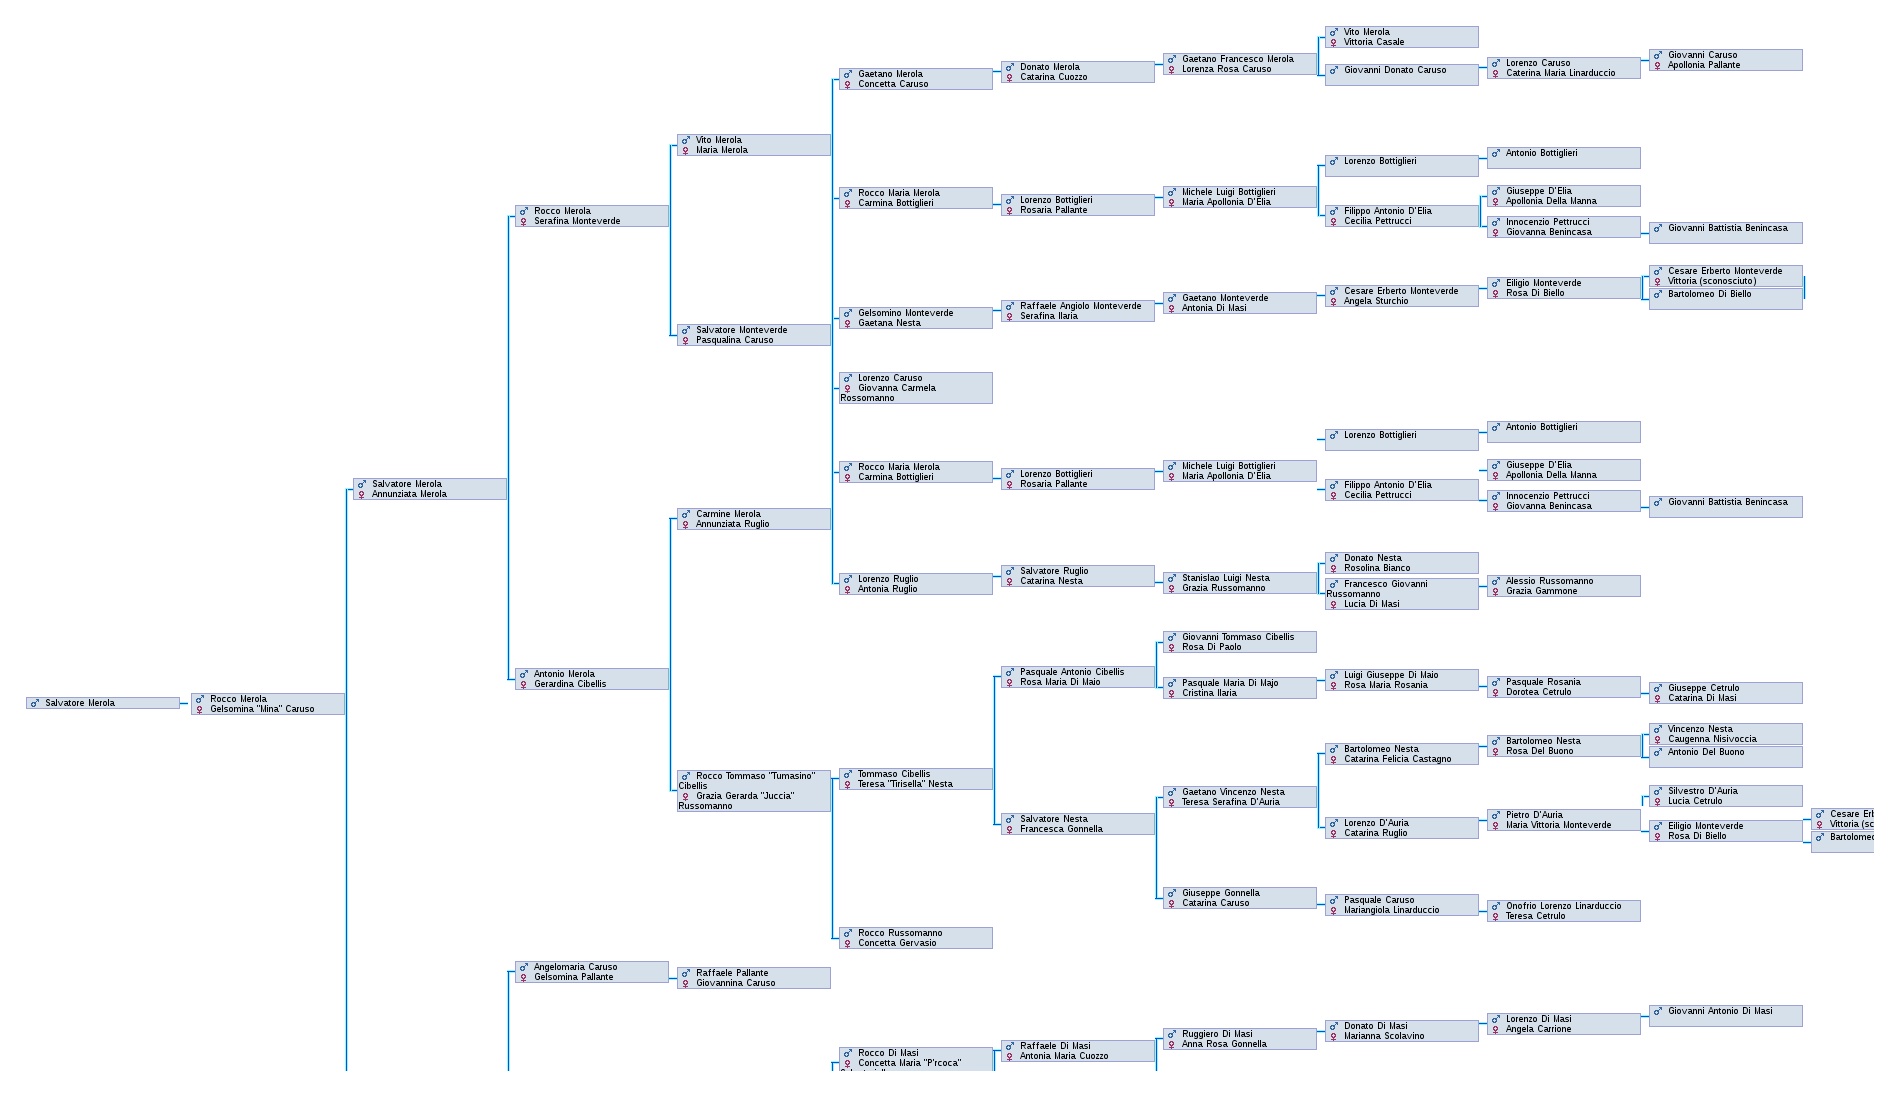 Vito Merola
Vittoria Casale
Gaetano Francesco Merola
Lorenza Rosa Caruso
Giovanni Caruso
Apollonia Pallante
Lorenzo Caruso
Caterina Maria Linarduccio
Donato Merola
Catarina Cuozzo
Giovanni Donato Caruso
Gaetano Merola
Concetta Caruso
Vito Merola
Maria Merola
Antonio Bottiglieri
Lorenzo Bottiglieri
Rocco Maria Merola
Carmina Bottiglieri
Lorenzo Bottiglieri
Rosaria Pallante
Michele Luigi Bottiglieri
Maria Apollonia D'Elia
Giuseppe D'Elia
Apollonia Della Manna
Rocco Merola
Serafina Monteverde
Filippo Antonio D'Elia
Cecilia Pettrucci
Innocenzio Pettrucci
Giovanna Benincasa
Giovanni Battistia Benincasa
Cesare Erberto Monteverde
Vittoria (sconosciuto)
Eiligio Monteverde
Rosa Di Biello
Bartolomeo Di Biello
Cesare Erberto Monteverde
Angela Sturchio
Gaetano Monteverde
Antonia Di Masi
Raffaele Angiolo Monteverde
Serafina Ilaria
Gelsomino Monteverde
Gaetana Nesta
Salvatore Monteverde
Pasqualina Caruso
Lorenzo Caruso
Giovanna Carmela
Rossomanno
Antonio Bottiglieri
Lorenzo Bottiglieri
Rocco Maria Merola
Carmina Bottiglieri
Lorenzo Bottiglieri
Rosaria Pallante
Michele Luigi Bottiglieri
Maria Apollonia D'Elia
Giuseppe D'Elia
Apollonia Della Manna
Salvatore Merola
Annunziata Merola
Filippo Antonio D'Elia
Cecilia Pettrucci
Innocenzio Pettrucci
Giovanna Benincasa
Giovanni Battistia Benincasa
Carmine Merola
Annunziata Ruglio
Donato Nesta
Rosolina Bianco
Lorenzo Ruglio
Antonia Ruglio
Salvatore Ruglio
Catarina Nesta
Stanislao Luigi Nesta
Grazia Russomanno
Francesco Giovanni
Russomanno
Lucia Di Masi
Alessio Russomanno
Grazia Gammone
Giovanni Tommaso Cibellis
Rosa Di Paolo
Antonio Merola
Gerardina Cibellis
Pasquale Antonio Cibellis
Rosa Maria Di Maio
Pasquale Maria Di Majo
Cristina Ilaria
Luigi Giuseppe Di Maio
Rosa Maria Rosania
Pasquale Rosania
Dorotea Cetrulo
Giuseppe Cetrulo
Catarina Di Masi
Salvatore Merola
Rocco Merola
Gelsomina "Mina" Caruso
Vincenzo Nesta
Caugenna Nisivoccia
Bartolomeo Nesta
Catarina Felicia Castagno
Bartolomeo Nesta
Rosa Del Buono
Antonio Del Buono
Rocco Tommaso "Tumasino"
Cibellis
Grazia Gerarda "Juccia"
Russomanno
Tommaso Cibellis
Teresa "Tirisella" Nesta
Gaetano Vincenzo Nesta
Teresa Serafina D'Auria
Silvestro D'Auria
Lucia Cetrulo
Salvatore Nesta
Francesca Gonnella
Lorenzo D'Auria
Catarina Ruglio
Pietro D'Auria
Maria Vittoria Monteverde
Eiligio Monteverde
Rosa Di Biello
Cesare Erb
Vittoria (sc
Bartolomeo
Giuseppe Gonnella
Catarina Caruso
Pasquale Caruso
Mariangiola Linarduccio
Onofrio Lorenzo Linarduccio
Teresa Cetrulo
Rocco Russomanno
Concetta Gervasio
Angelomaria Caruso
Gelsomina Pallante
Raffaele Pallante
Giovannina Caruso
Giovanni Antonio Di Masi
Lorenzo Di Masi
Angela Carrione
Donato Di Masi
Marianna Scolavino
Ruggiero Di Masi
Anna Rosa Gonnella
Raffaele Di Masi
Antonia Maria Cuozzo
Rocco Di Masi
Concetta Maria "P'rcoca"